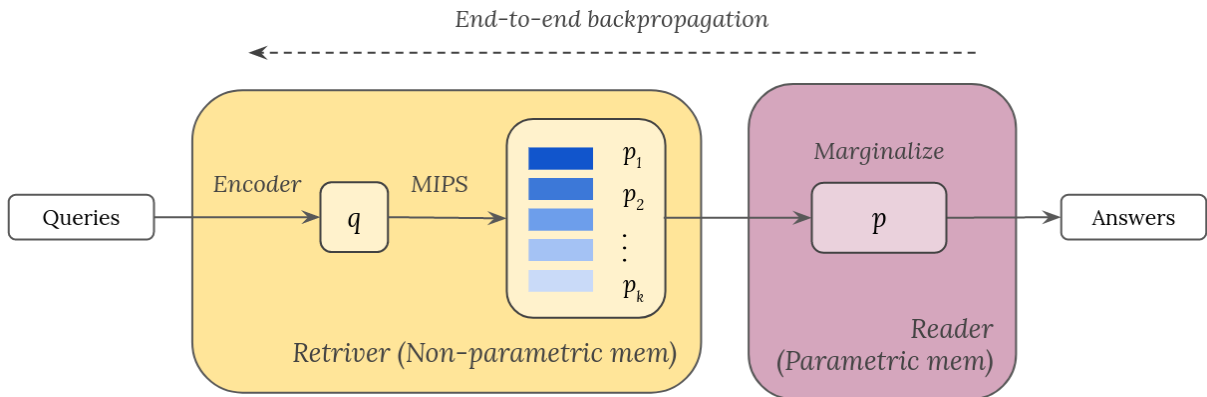 End-to-end backpropagation
Encoder
MIPS
Marginalize
Queries
q
p1
p2
⋮
pk
p
Answers
Retriver (Non-parametric mem)
Reader
(Parametric mem)